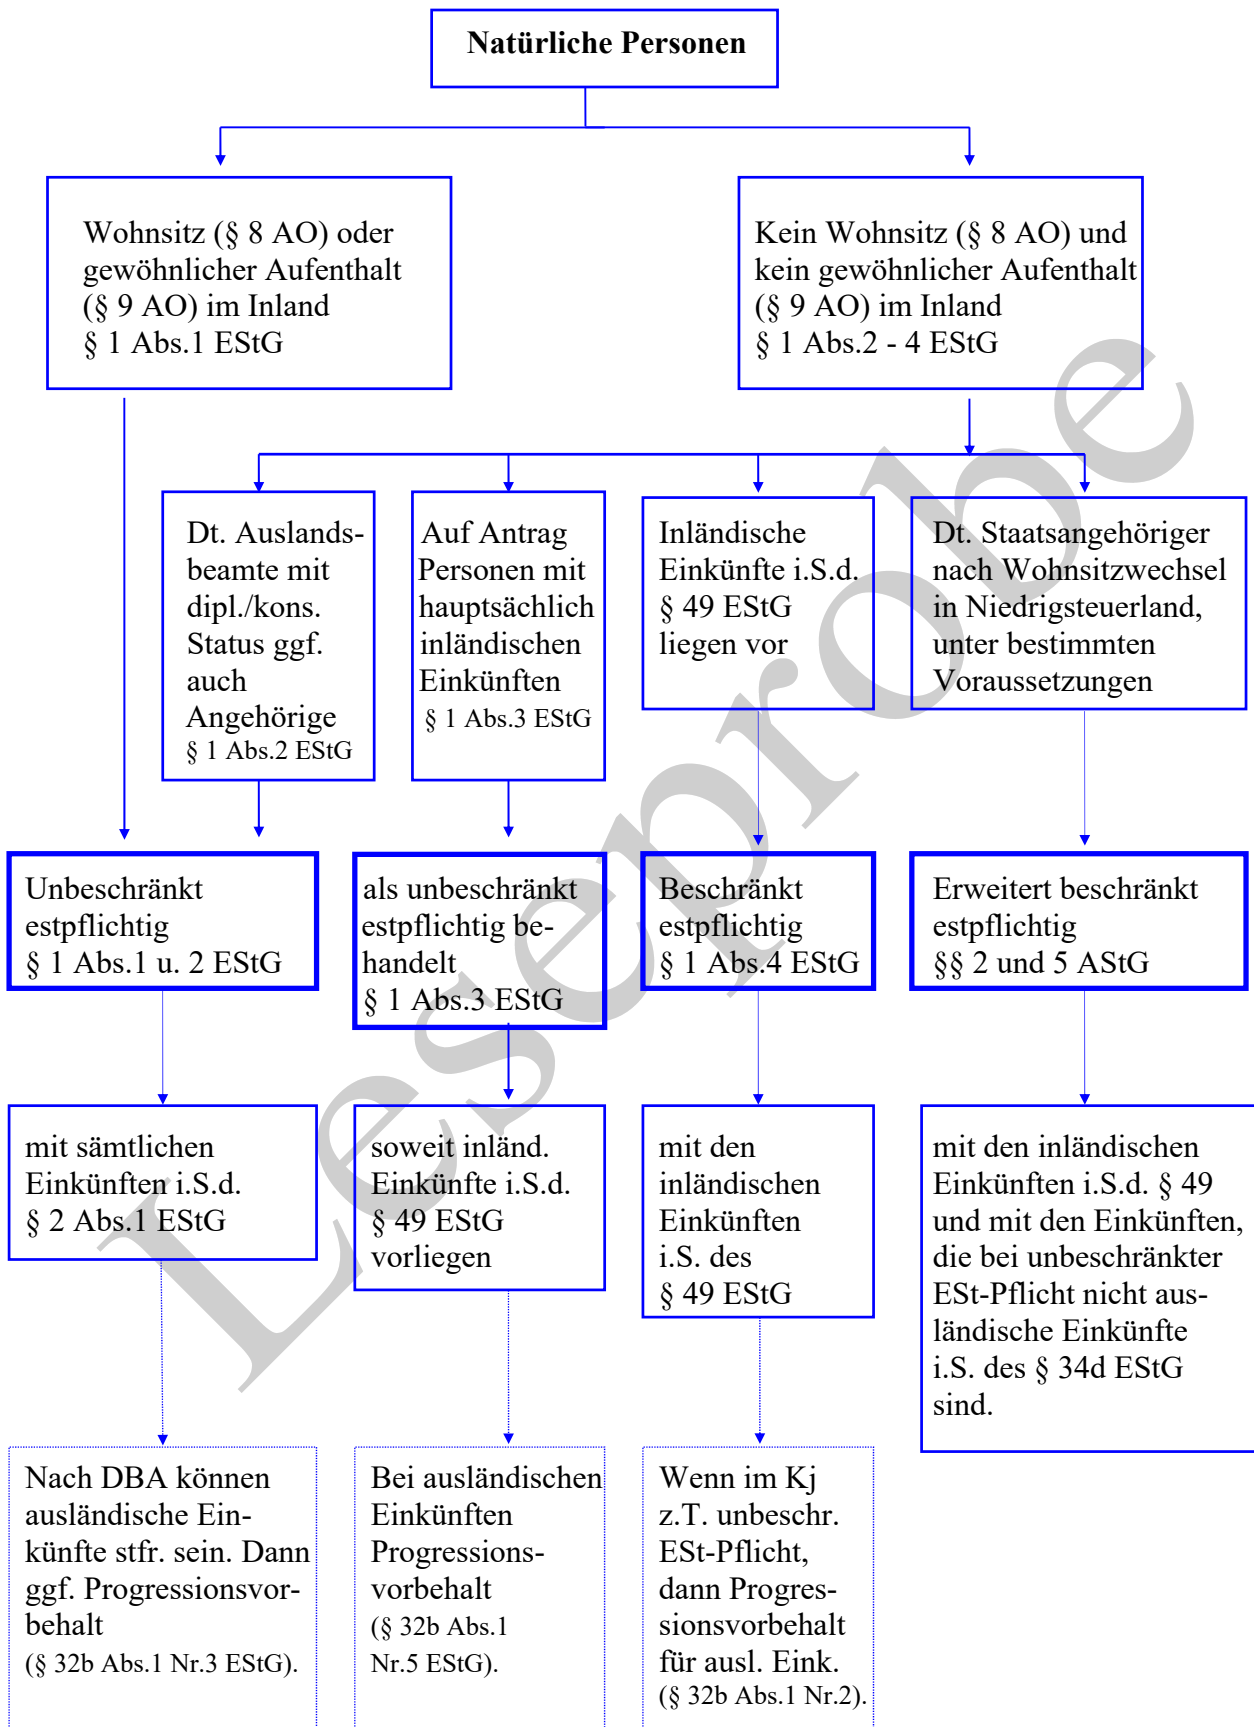 Natürliche Personen
Wohnsitz (§ 8 AO) oder
gewöhnlicher Aufenthalt
(§ 9 AO) im Inland
§ 1 Abs.1 EStG
Kein Wohnsitz (§ 8 AO) und
kein gewöhnlicher Aufenthalt
(§ 9 AO) im Inland
§ 1 Abs.2 - 4 EStG
Dt. Auslands-
beamte mit
dipl./kons.
Status ggf.
auch
Angehörige
§ 1 Abs.2 EStG
Auf Antrag
Personen mit
hauptsächlich
inländischen
Einkünften
§ 1 Abs.3 EStG
Inländische
Einkünfte i.S.d.
§ 49 EStG
liegen vor
Dt. Staatsangehöriger
nach Wohnsitzwechsel
in Niedrigsteuerland,
unter bestimmten
Voraussetzungen
Unbeschränkt
estpflichtig
§ 1 Abs.1 u. 2 EStG
als unbeschränkt
estpflichtig be-
handelt
§ 1 Abs.3 EStG
Beschränkt
estpflichtig
§ 1 Abs.4 EStG
Erweitert beschränkt
estpflichtig
§§ 2 und 5 AStG
mit sämtlichen
Einkünften i.S.d.
§ 2 Abs.1 EStG
soweit inländ.
Einkünfte i.S.d.
§ 49 EStG
vorliegen
mit den
inländischen
Einkünften
i.S. des
§ 49 EStG
mit den inländischen
Einkünften i.S.d. § 49
und mit den Einkünften,
die bei unbeschränkter
ESt-Pflicht nicht aus-
ländische Einkünfte
i.S. des § 34d EStG
sind.
Nach DBA können
ausländische Ein-
künfte stfr. sein. Dann
ggf. Progressionsvor-
behalt
(§ 32b Abs.1 Nr.3 EStG).
Bei ausländischen
Einkünften
Progressions-
vorbehalt
(§ 32b Abs.1
Nr.5 EStG).
Wenn im Kj
z.T. unbeschr.
ESt-Pflicht,
dann Progres-
sionsvorbehalt
für ausl. Eink.
(§ 32b Abs.1 Nr.2).
Leseprobe